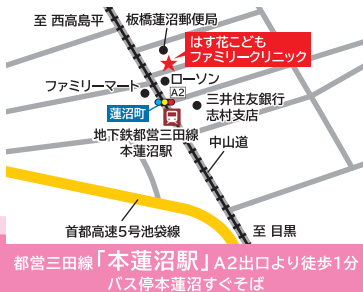 至 西高島平
板橋蓮沼郵便局
はす花こども
ファミリークリニック
ファミリーマート
ローソン
A2
蓮沼町
三井住友銀行
志村支店
地下鉄都営三田線
本蓮沼駅
中山道
首都高速5号池袋線
至 目黒
都営三田線「本蓮沼駅」A2出口より徒歩1分
バス停本蓮沼すぐそば